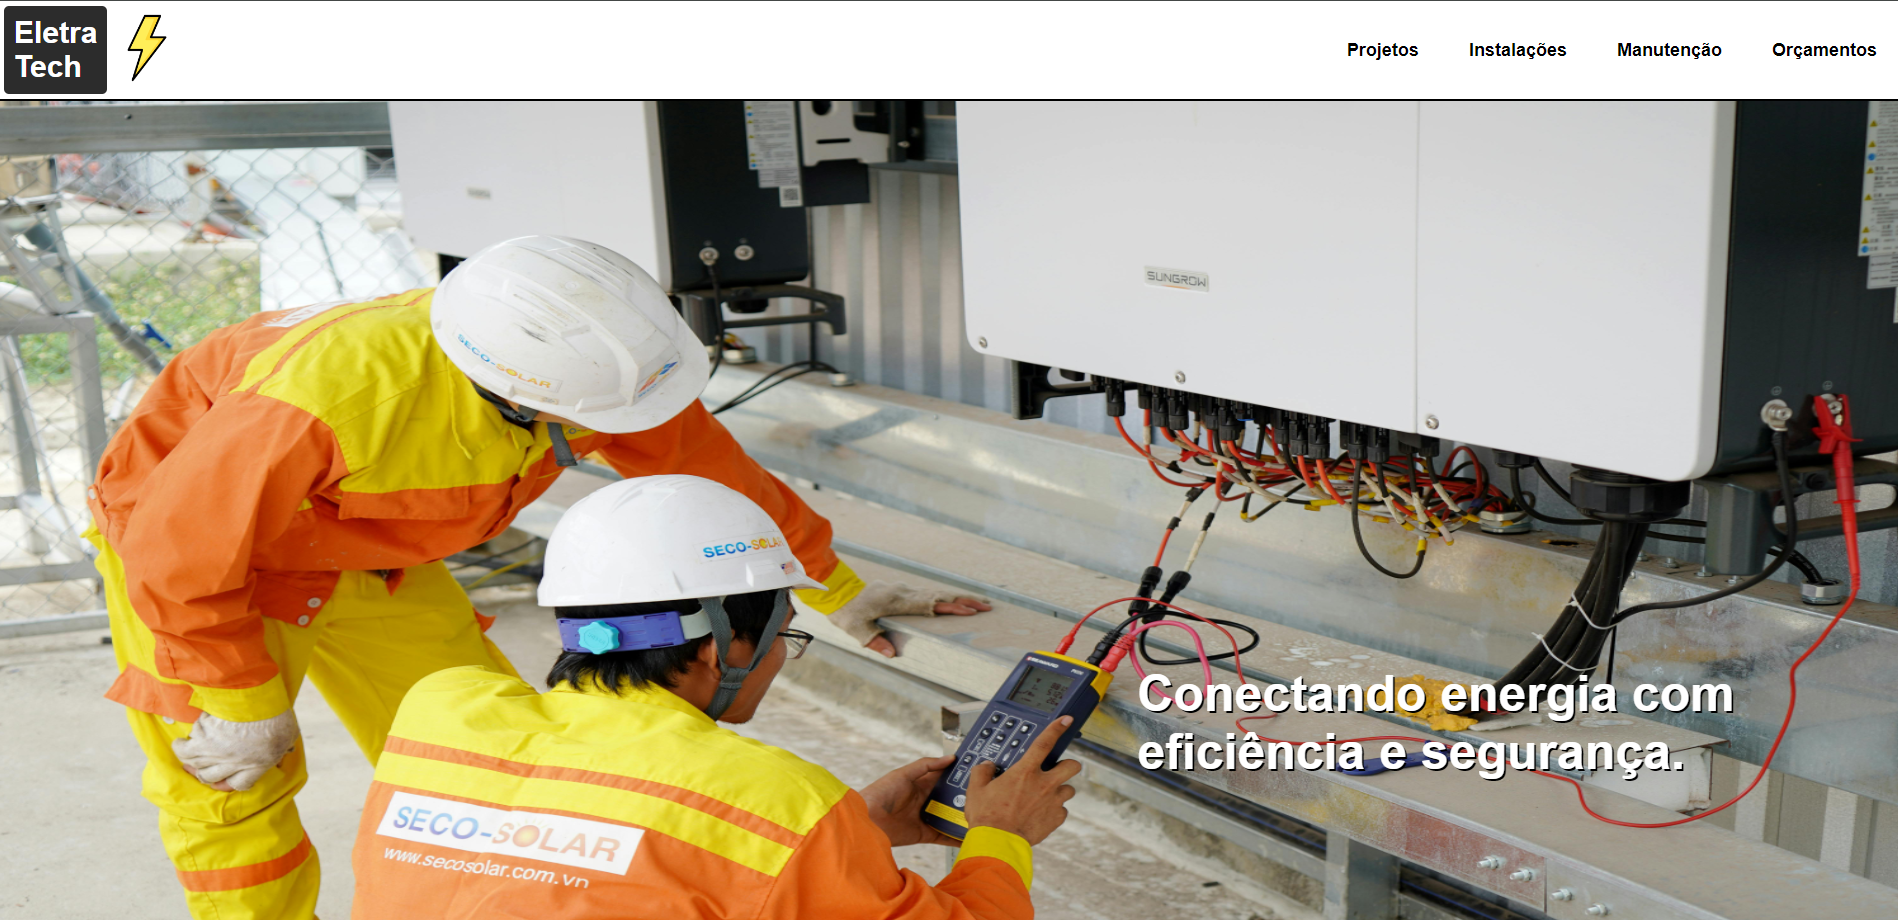 Eletra
Tech
Projetos
Instalações
Manutenção
Orçamentos
SUNGROW
SECO-SOLAR
SECO-SOLA
Conectando energia com
eficiência e segurança.
SECO-SOLAR
www.secosolar.com.vn